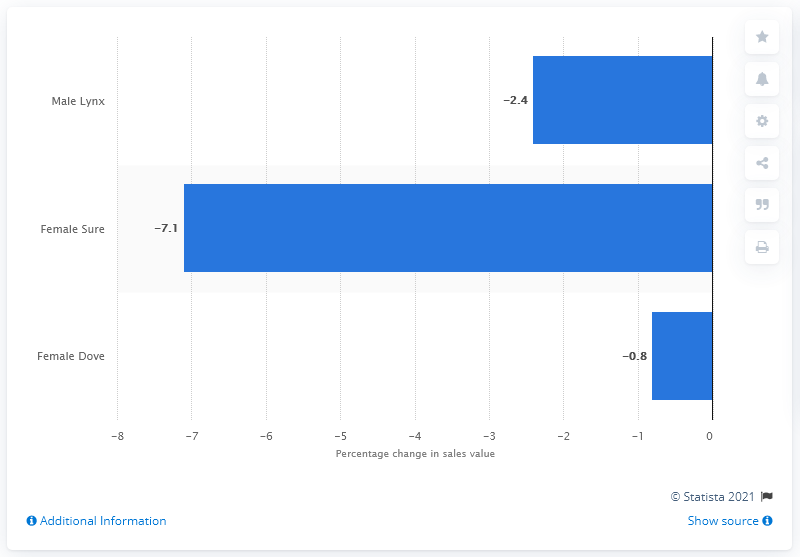 Male Lynx
−2.4
Female Sure
−7.1
Female Dove
−0.8
−8 −7 −6 −5 −4 −3 −2 −1 0
Percentage change in sales value
© Statista 2021
Additional Information
Show source